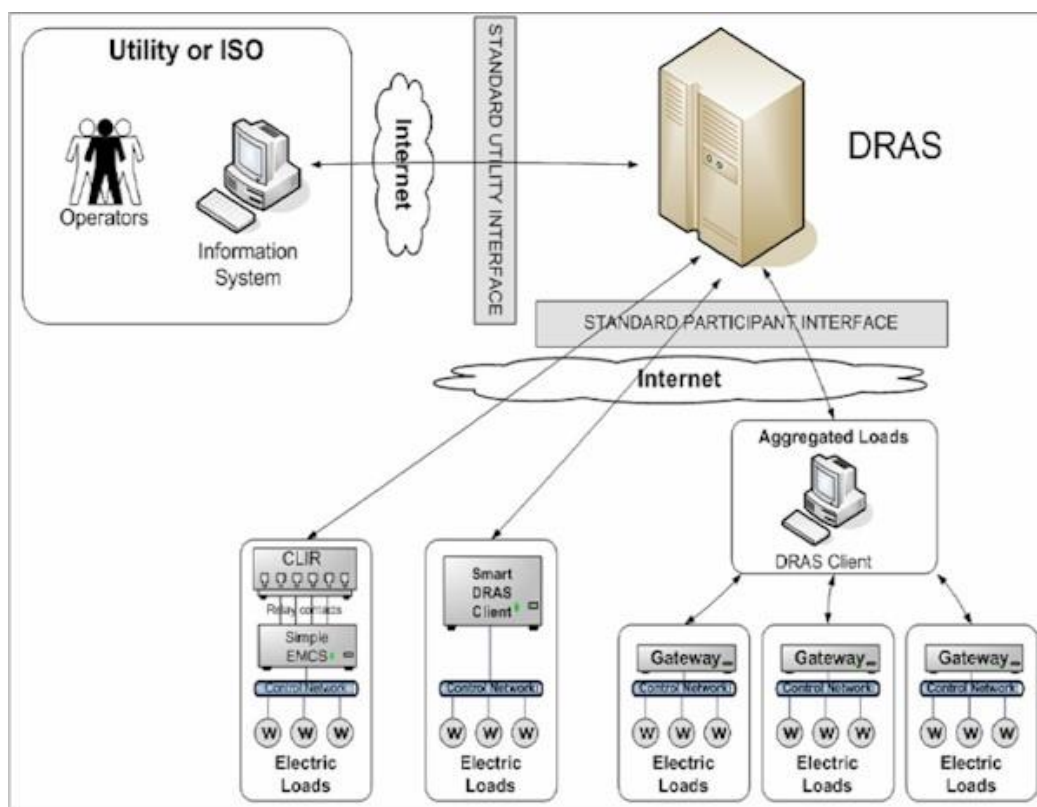 Utility or ISO
Operators
Information
System
Internet
STANDARD UTILITY INTERFACE
DRAS
STANDARD PARTICIPANT INTERFACE
Internet
Aggregated Loads
DRAS Client
CLIR
Relay contacts
Simple
EMCS
Control Network
W W W
Electric
Loads
Smart
DRAS
Client
Control Network
W W W
Electric
Loads
Gateway
Control Network
W W W
Electric
Loads
Gateway
Control Network
W W W
Electric
Loads
Gateway
Control Network
W W W
Electric
Loads